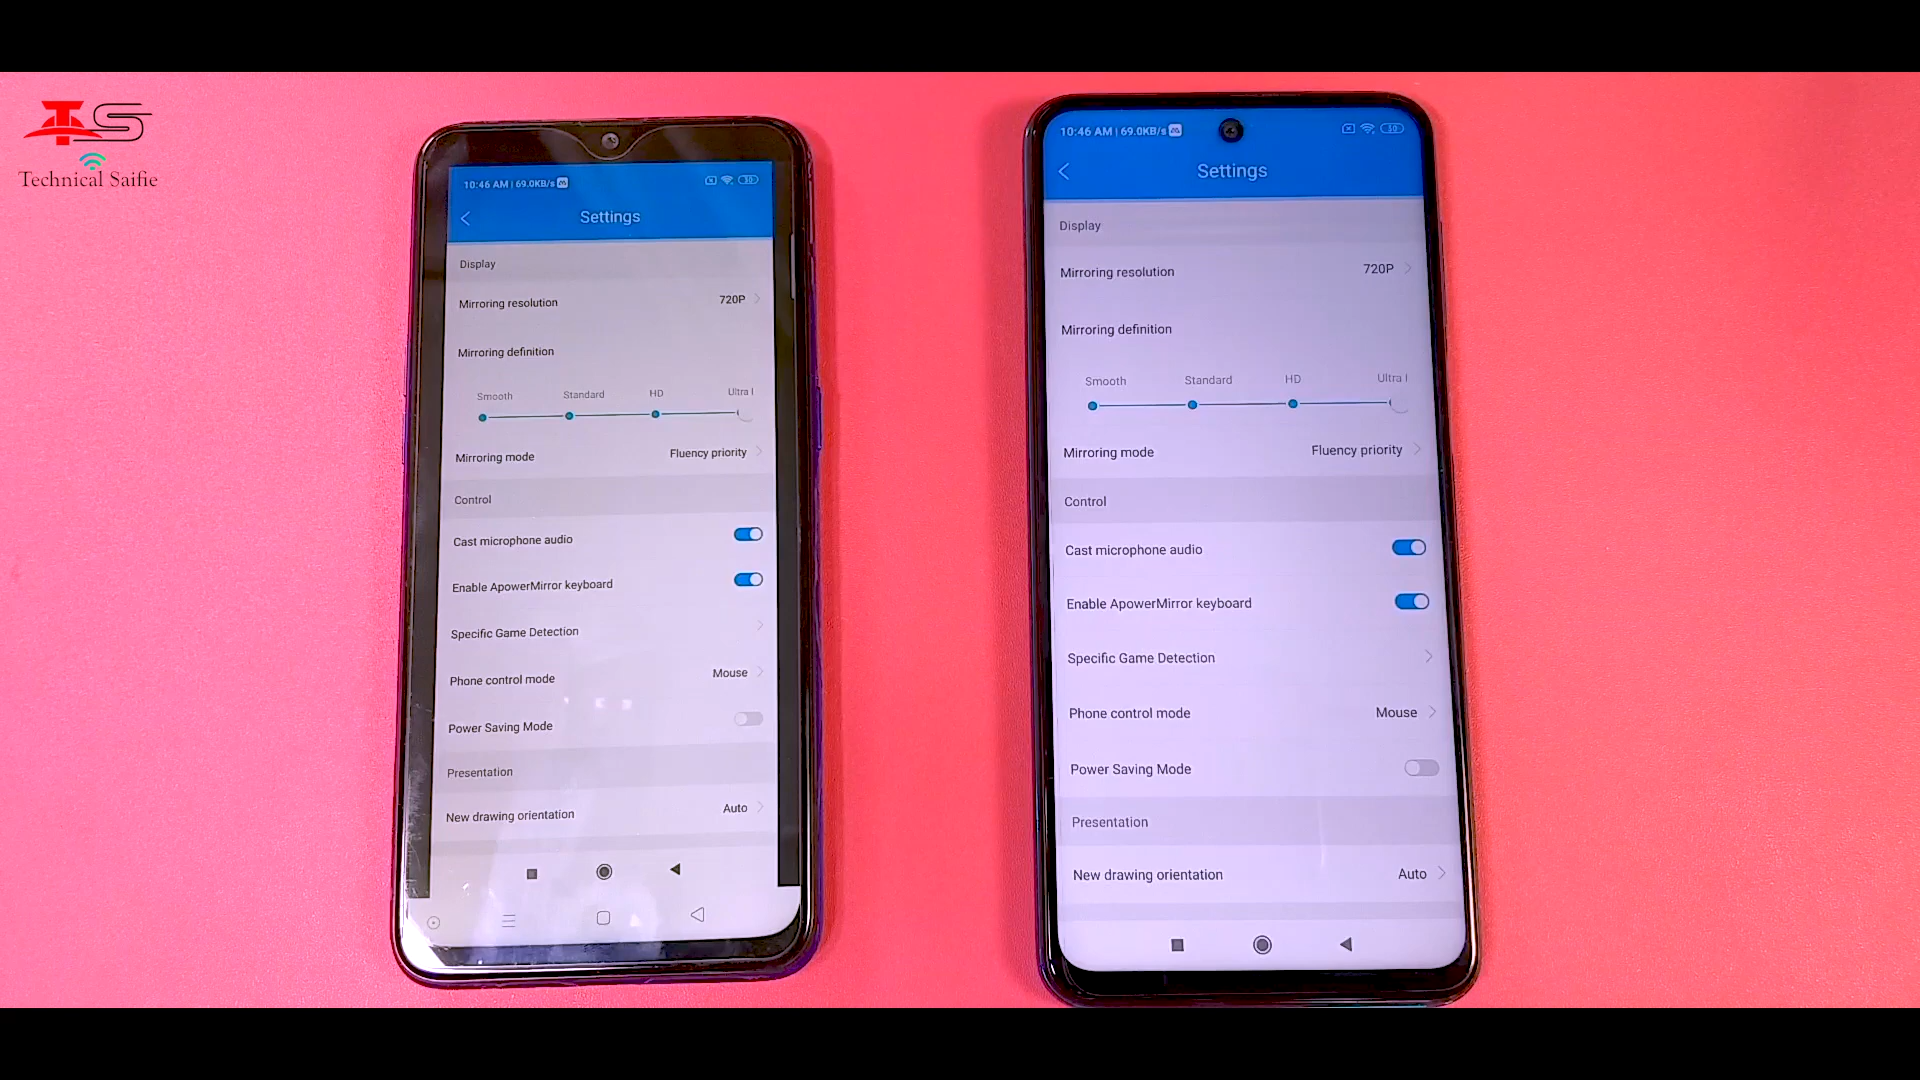 TS
Technical Saifie
10:46 AM | 69.0KB/s
50
Settings
Display
Mirroring resolution 720P
Mirroring definition
Smooth Standard HD Ultra
Mirroring mode Fluency priority
Control
Cast microphone audio
Enable ApowerMirror keyboard
Specific Game Detection
Phone control mode Mouse
Power Saving Mode
Presentation
New drawing orientation Auto
10:46 AM | 69.0KB/s
50
Settings
Display
Mirroring resolution 720P
Mirroring definition
Smooth Standard HD Ultra
Mirroring mode Fluency priority
Control
Cast microphone audio
Enable ApowerMirror keyboard
Specific Game Detection
Phone control mode Mouse
Power Saving Mode
Presentation
New drawing orientation Auto